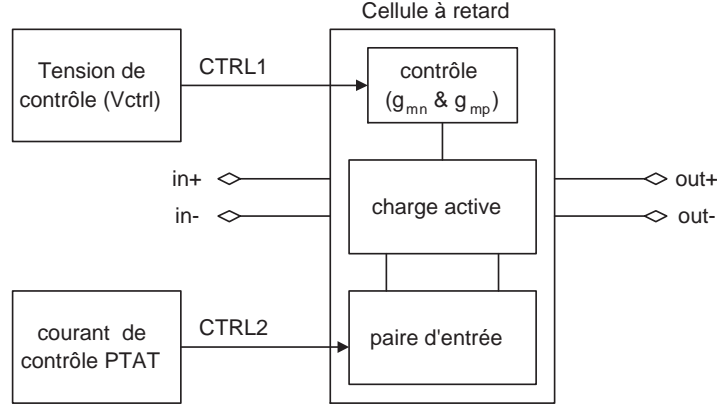 Cellule à retard
Tension de
contrôle (Vctrl)
CTRL1
contrôle
(gmn & gmp)
in+
out+
in-
charge active
out-
courant de
contrôle PTAT
CTRL2
paire d'entrée